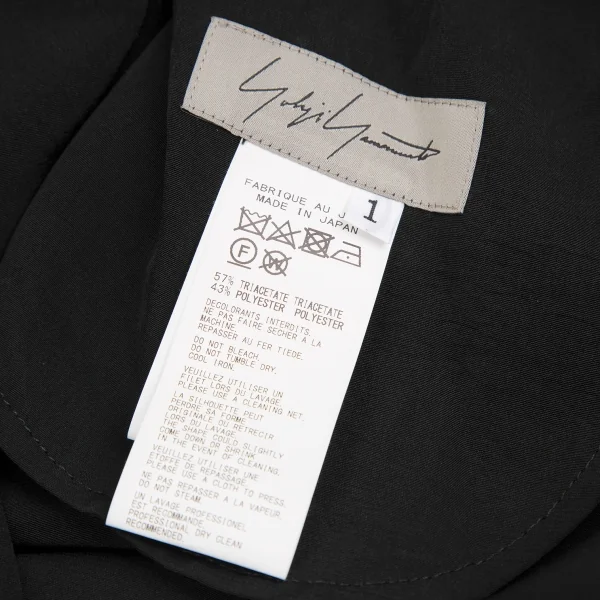 Yohji Yamamoto
1
FABRIQUE AU J
MADE IN JAPAN
F
W
57% TRIACETATE TRIACETATE
43% POLYESTER POLYESTER
DECOLORANTS INTERDITS.
NE PAS FAIRE SECHER A LA
MACHINE.
REPASSER AU FER TIEDE.
DO NOT BLEACH.
DO NOT TUMBLE DRY.
COOL IRON.
VEUILLEZ UTILISER UN
FILET LORS DU LAVAGE
PLEASE USE A CLEANING NET.
LA SILHOUETTE PEUT
PERDRE SA FORME
ORIGINALE OU RETRECIR
LORS DU LAVAGE.
THE SHAPE COULD SLIGHTLY
COME DOWN OR SHRINK
IN THE EVENT OF CLEANING.
VEUILLEZ UTILISER UNE
ETOFFE DE REPASSAGE.
PLEASE USE A CLOTH TO PRESS.
NE PAS REPASSER A LA VAPEUR.
DO NOT STEAM.
UN LAVAGE PROFESSIONEL
EST RECOMMANDE.
PROFESSIONAL DRY CLEAN
RECOMMENDED.